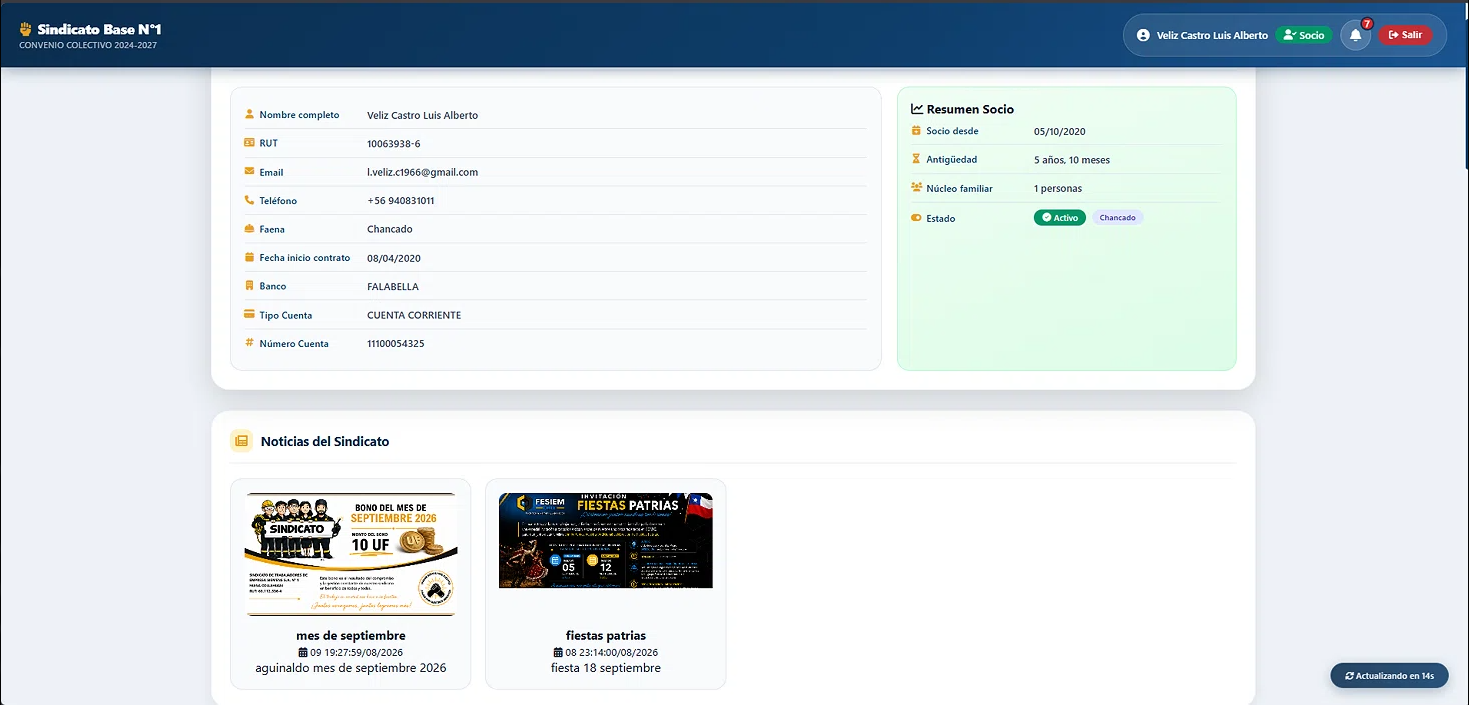 Sindicato Base N°1
CONVENIO COLECTIVO 2024-2027
Veliz Castro Luis Alberto
Socio
7
Salir
Nombre completo Veliz Castro Luis Alberto
RUT 10063938-6
Email l.veliz.c1966@gmail.com
Teléfono +56 940831011
Faena Chancado
Fecha inicio contrato 08/04/2020
Banco FALABELLA
Tipo Cuenta CUENTA CORRIENTE
Número Cuenta 11100054325
Resumen Socio
Socio desde 05/10/2020
Antigüedad 5 años, 10 meses
Núcleo familiar 1 personas
Estado Activo Chancado
Noticias del Sindicato
SINDICATO
BONO DEL MES DE
SEPTIEMBRE 2026
10 UF
mes de septiembre
09 19:27:59/08/2026
aguinaldo mes de septiembre 2026
FESIEM
INVITACIÓN
FIESTAS PATRIAS
05
12
fiestas patrias
08 23:14:00/08/2026
fiesta 18 septiembre
Actualizando en 14s